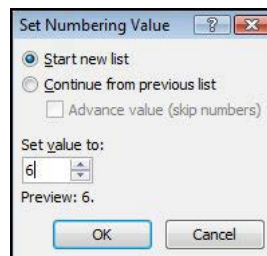 Set Numbering Value
Start new list
Continue from previous list
Advance value (skip numbers)
Set value to:
6
Preview: 6.
OK
Cancel